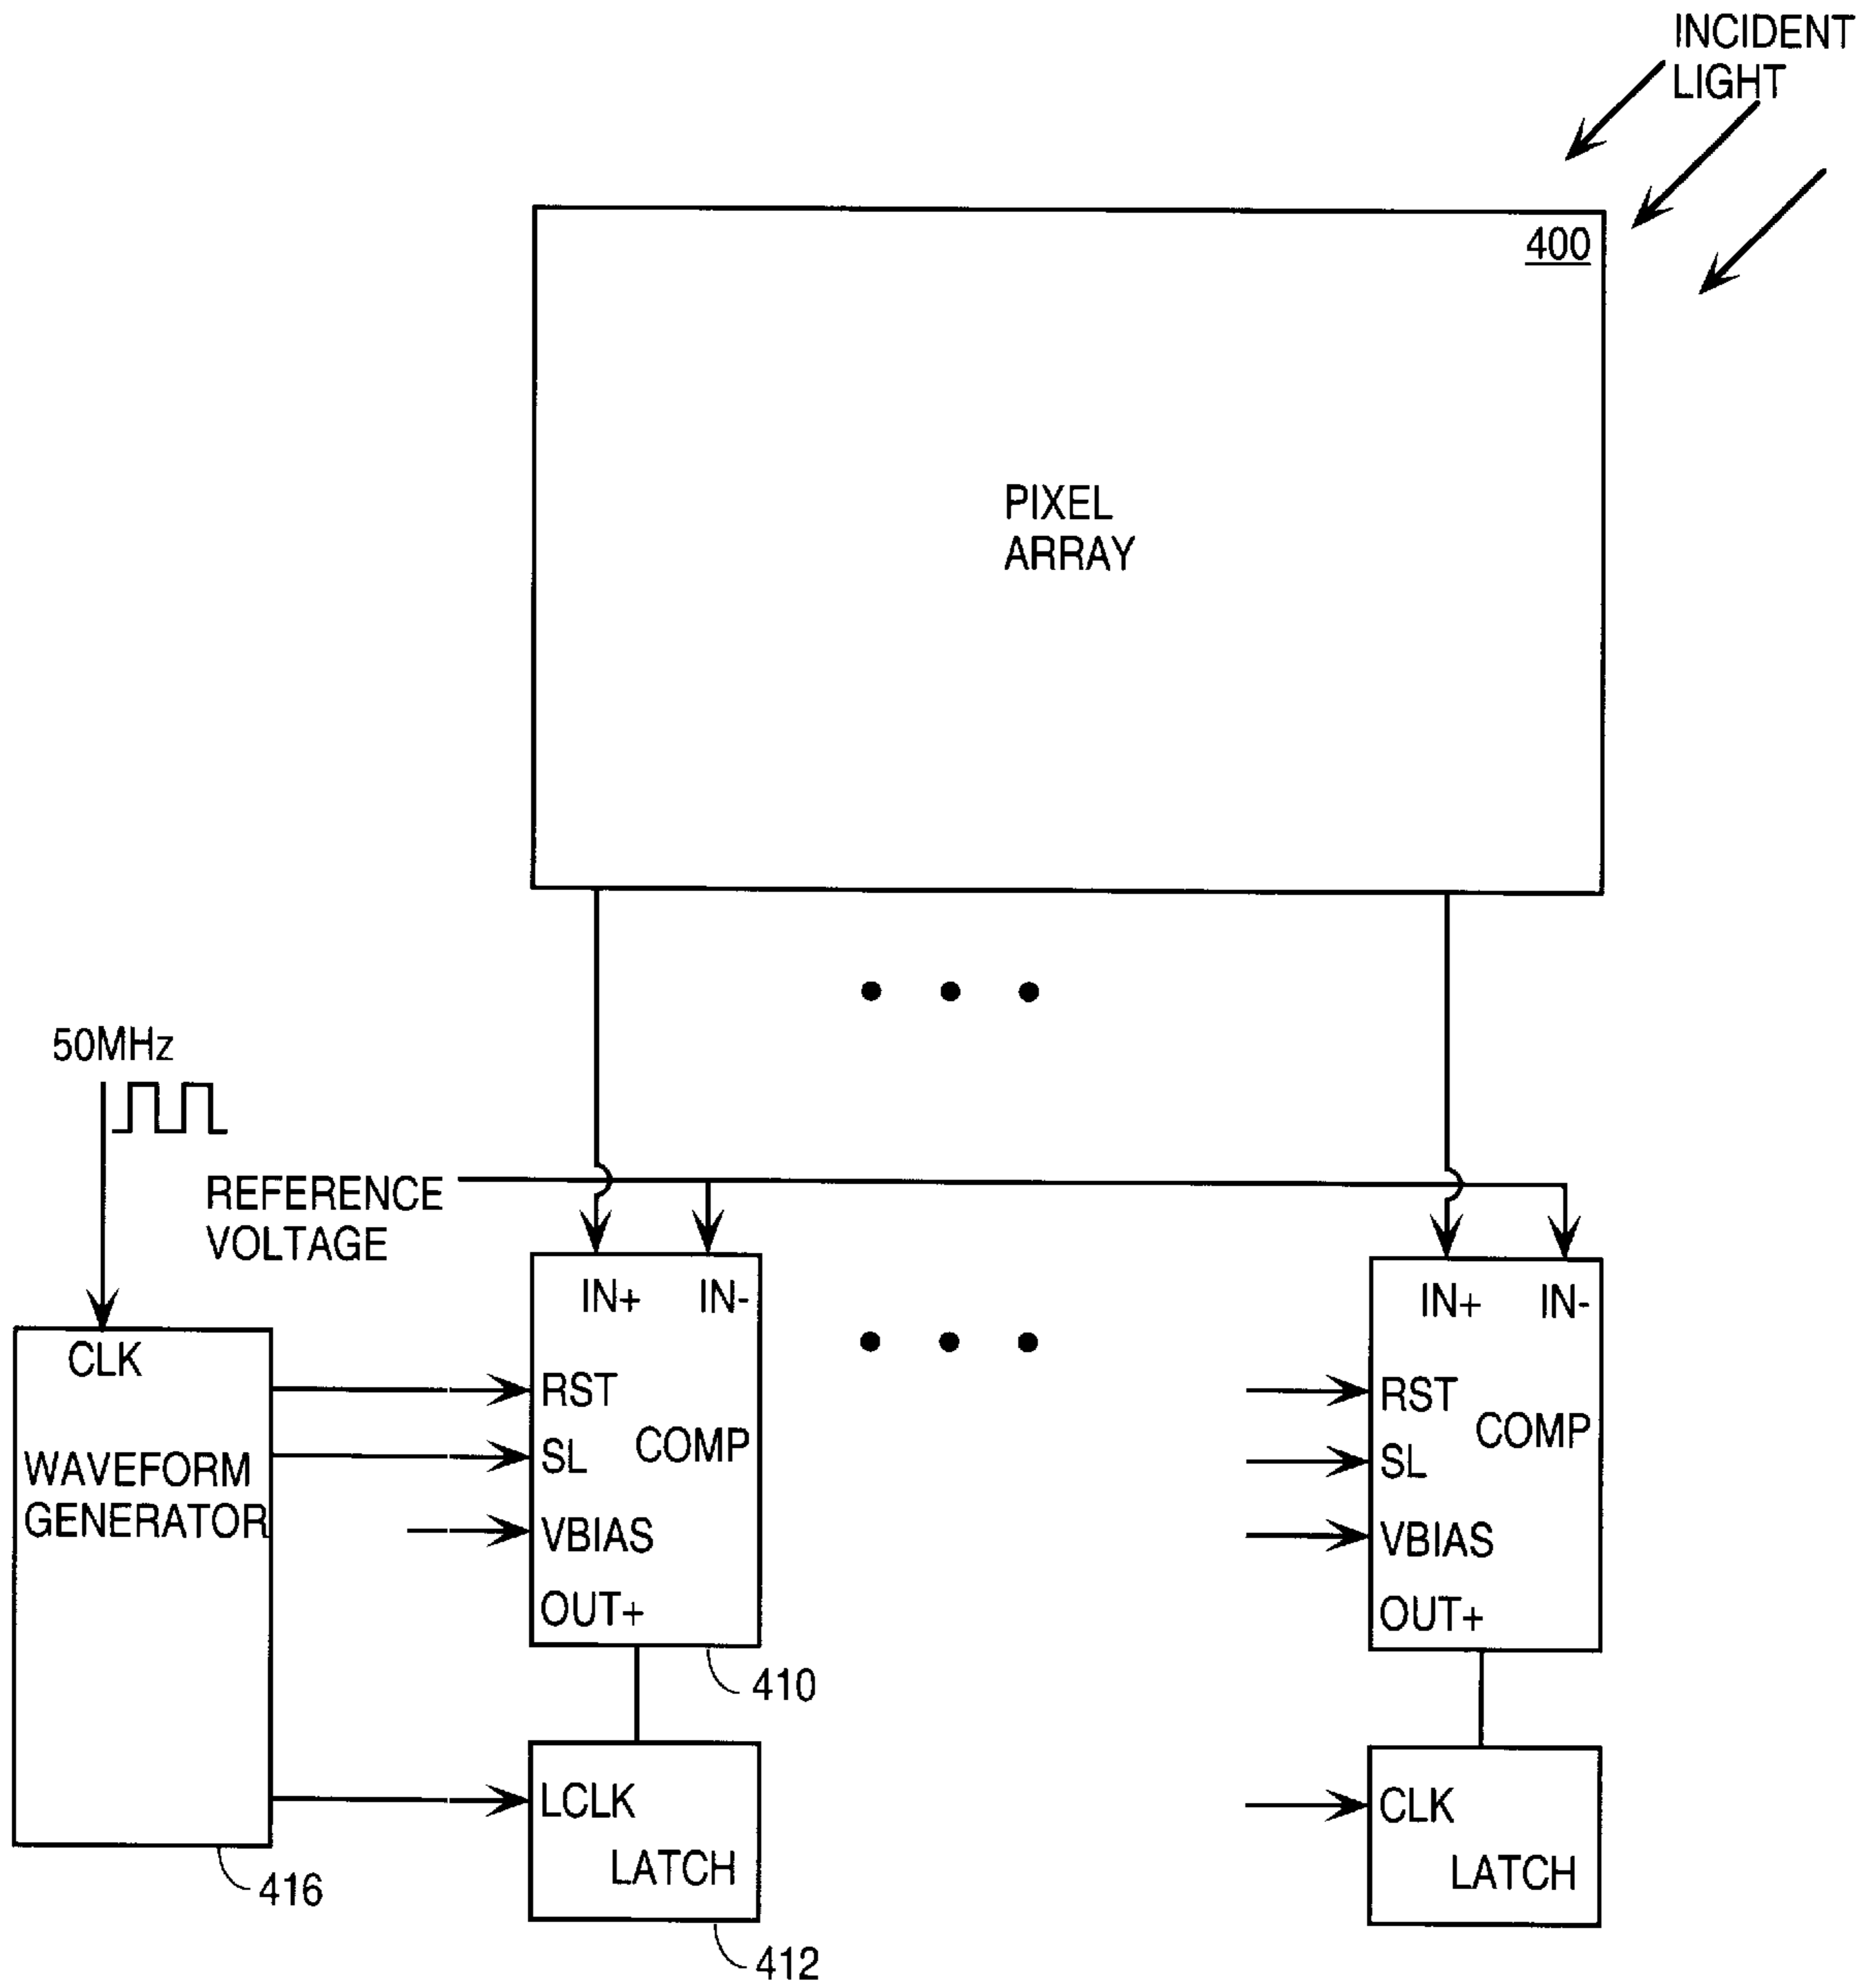 INCIDENT
LIGHT
400
PIXEL
ARRAY
50MHz
REFERENCE
VOLTAGE
IN+ IN-
IN+ IN-
CLK
RST
RST
COMP
COMP
WAVEFORM
GENERATOR
SL
SL
VBIAS
VBIAS
OUT+
OUT+
410
LCLK
CLK
LATCH
LATCH
416
412